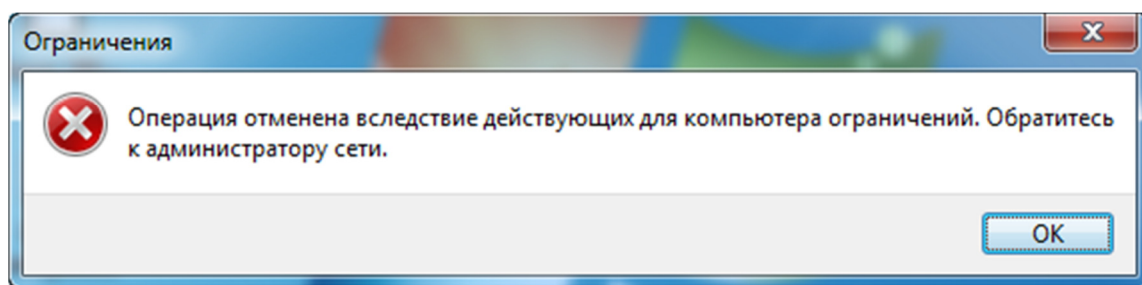 Ограничения
Операция отменена вследствие действующих для компьютера ограничений. Обратитесь
к администратору сети.
OK